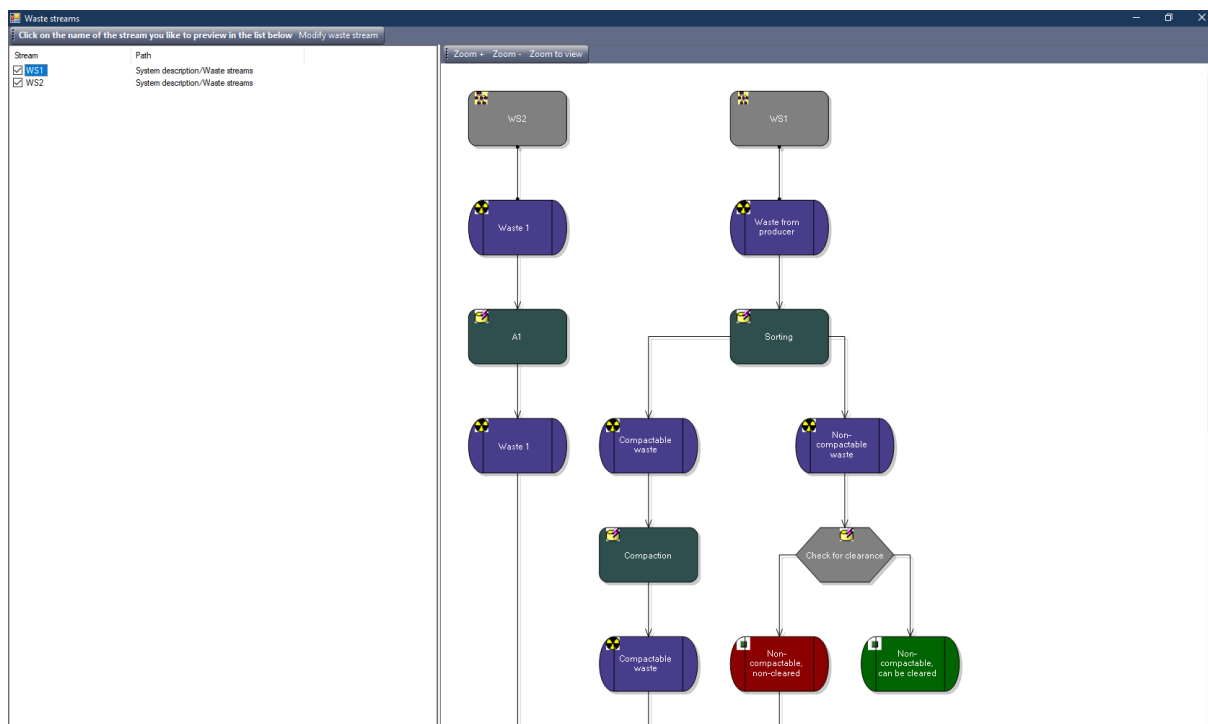 Waste streams
Click on the name of the stream you like to preview in the list below Modify waste stream
Stream Path
WS1 System description/Waste streams
WS2 System description/Waste streams
Zoom + Zoom - Zoom to view
WS2
WS1
Waste 1
Waste from
producer
A1
Sorting
Waste 1
Compactable
waste
Non-
compactable
waste
Compaction
Check for clearance
Compactable
waste
Non-
compactable,
non-cleared
Non-
compactable,
can be cleared